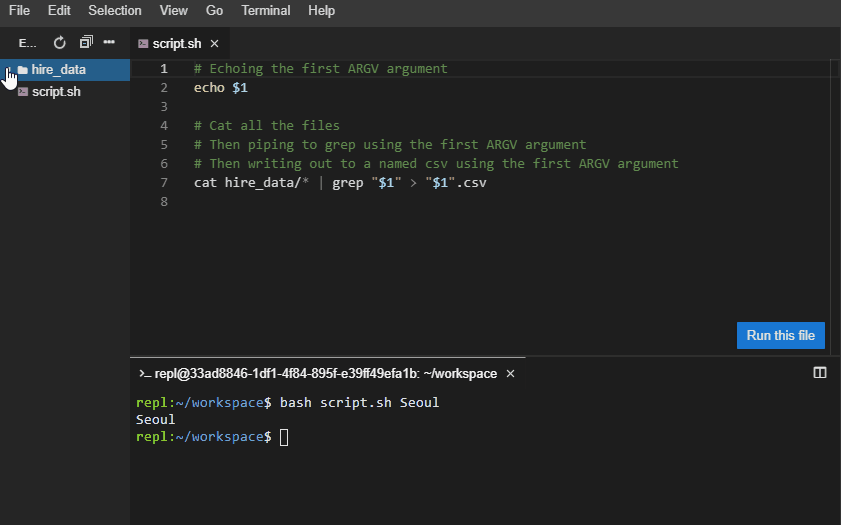 File Edit Selection View Go Terminal Help
E... script.sh ×
hire_data
script.sh
1 # Echoing the first ARGV argument
2 echo $1
3
4 # Cat all the files
5 # Then piping to grep using the first ARGV argument
6 # Then writing out to a named csv using the first ARGV argument
7 cat hire_data/* | grep "$1" > "$1".csv
8
Run this file
>_ repl@33ad8846-1df1-4f84-895f-e39ff49efa1b: ~/workspace ×
repl:~/workspace$ bash script.sh Seoul
Seoul
repl:~/workspace$